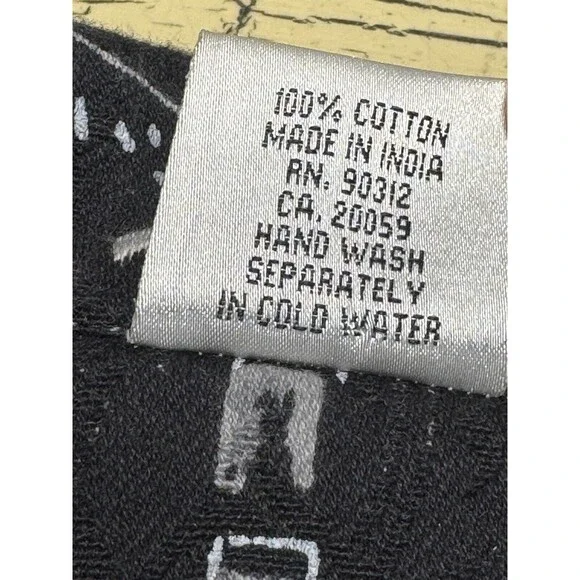 100% COTTON
MADE IN INDIA
RN. 90312
CA. 20059
HAND WASH
SEPARATELY
IN COLD WATER